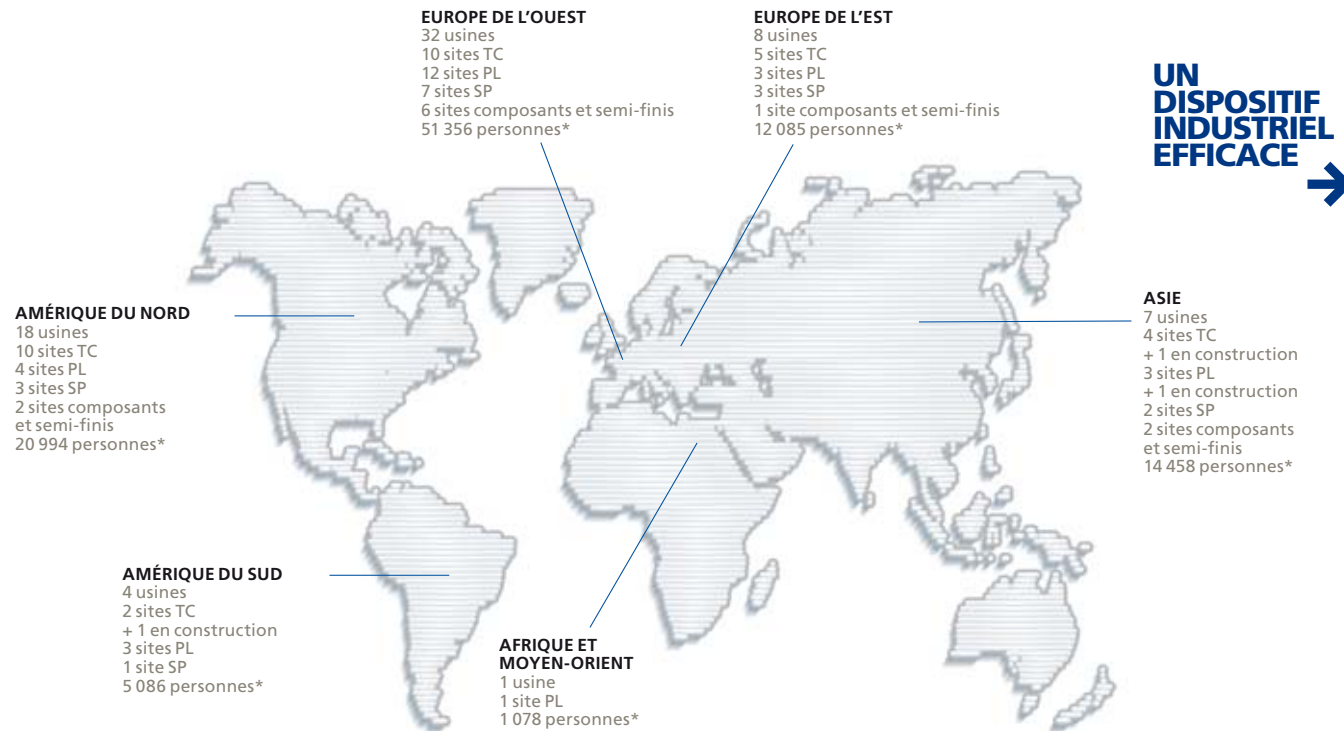 EUROPE DE L'OUEST
32 usines
10 sites TC
12 sites PL
7 sites SP
6 sites composants et semi-finis
51 356 personnes*
EUROPE DE L'EST
8 usines
5 sites TC
3 sites PL
3 sites SP
1 site composants et semi-finis
12 085 personnes*
UN
DISPOSITIF
INDUSTRIEL
EFFICACE
AMÉRIQUE DU NORD
18 usines
10 sites TC
4 sites PL
3 sites SP
2 sites composants
et semi-finis
20 994 personnes*
ASIE
7 usines
4 sites TC
+ 1 en construction
3 sites PL
+ 1 en construction
2 sites SP
2 sites composants
et semi-finis
14 458 personnes*
AMÉRIQUE DU SUD
4 usines
2 sites TC
+ 1 en construction
3 sites PL
1 site SP
5 086 personnes*
AFRIQUE ET
MOYEN-ORIENT
1 usine
1 site PL
1 078 personnes*